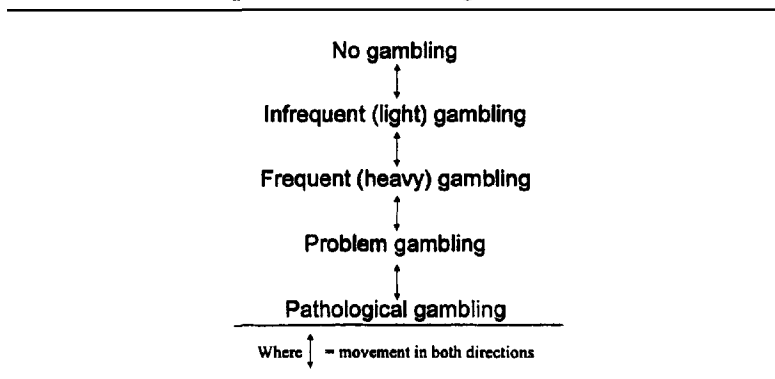 No gambling
Infrequent (light) gambling
Frequent (heavy) gambling
Problem gambling
Pathological gambling
Where ↕ = movement in both directions